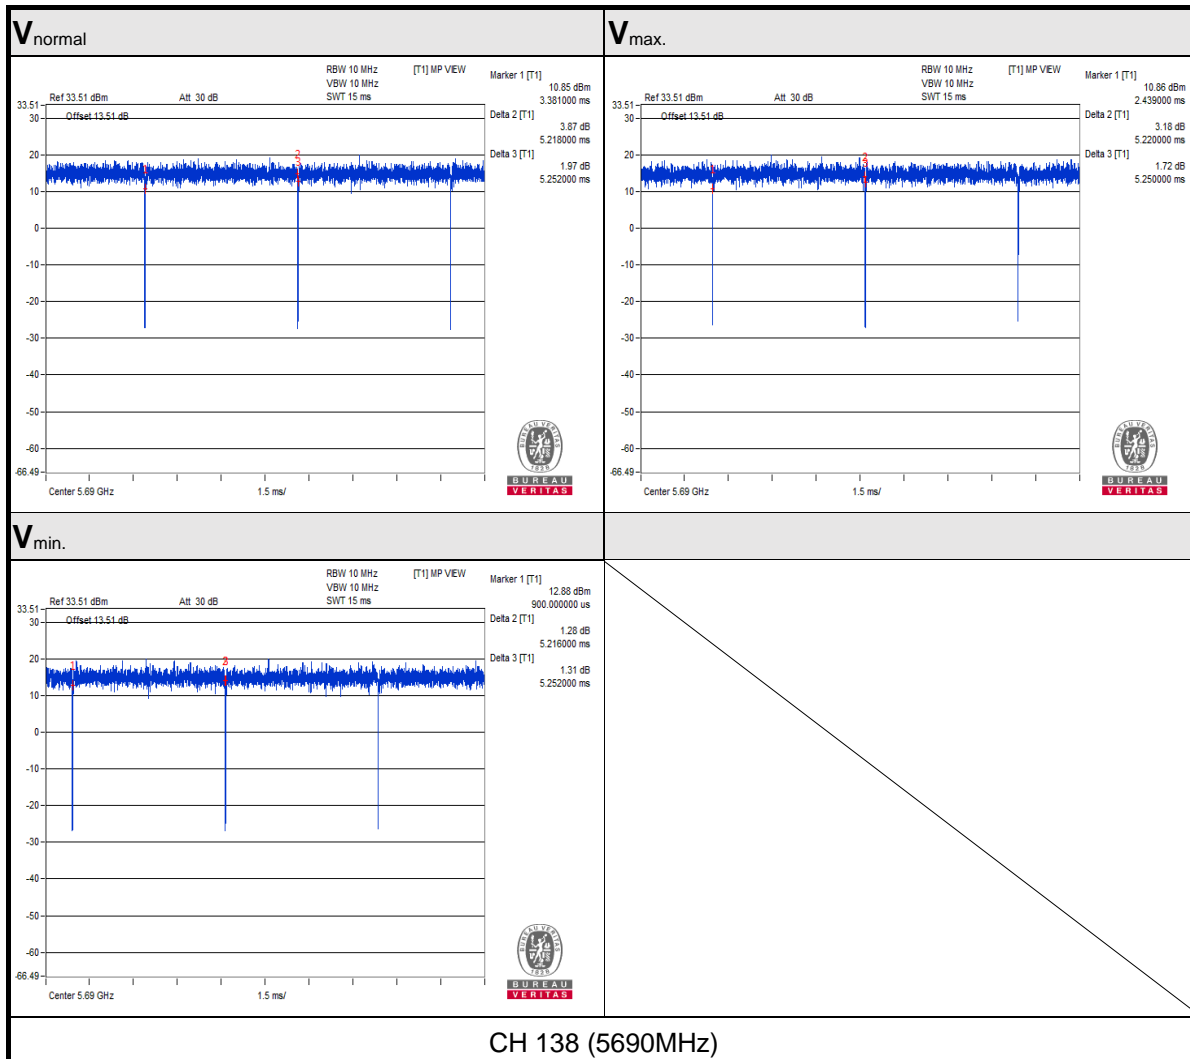 Vnormal
RBW 10 MHz [T1] MP VIEW
VBW 10 MHz
Ref 33.51 dBm Att 30 dB SWT 15 ms
Marker 1 [T1]
10.85 dBm
3.381000 ms
Delta 2 [T1]
3.87 dB
5.218000 ms
Delta 3 [T1]
1.97 dB
5.252000 ms
33.51
Offset 13.51 dB
30
20
10
0
-10
-20
-30
-40
-50
-60
-66.49
Center 5.69 GHz 1.5 ms/
BUREAU VERITAS
1828
BUREAU
VERITAS
Vmax.
RBW 10 MHz [T1] MP VIEW
VBW 10 MHz
Ref 33.51 dBm Att 30 dB SWT 15 ms
Marker 1 [T1]
10.86 dBm
2.439000 ms
Delta 2 [T1]
3.18 dB
5.220000 ms
Delta 3 [T1]
1.72 dB
5.250000 ms
33.51
Offset 13.51 dB
30
20
10
0
-10
-20
-30
-40
-50
-60
-66.49
Center 5.69 GHz 1.5 ms/
BUREAU VERITAS
1828
BUREAU
VERITAS
Vmin.
RBW 10 MHz [T1] MP VIEW
VBW 10 MHz
Ref 33.51 dBm Att 30 dB SWT 15 ms
Marker 1 [T1]
12.88 dBm
900.000000 us
Delta 2 [T1]
1.28 dB
5.216000 ms
Delta 3 [T1]
1.31 dB
5.252000 ms
33.51
Offset 13.51 dB
30
20
10
0
-10
-20
-30
-40
-50
-60
-66.49
Center 5.69 GHz 1.5 ms/
BUREAU VERITAS
1828
BUREAU
VERITAS
CH 138 (5690MHz)